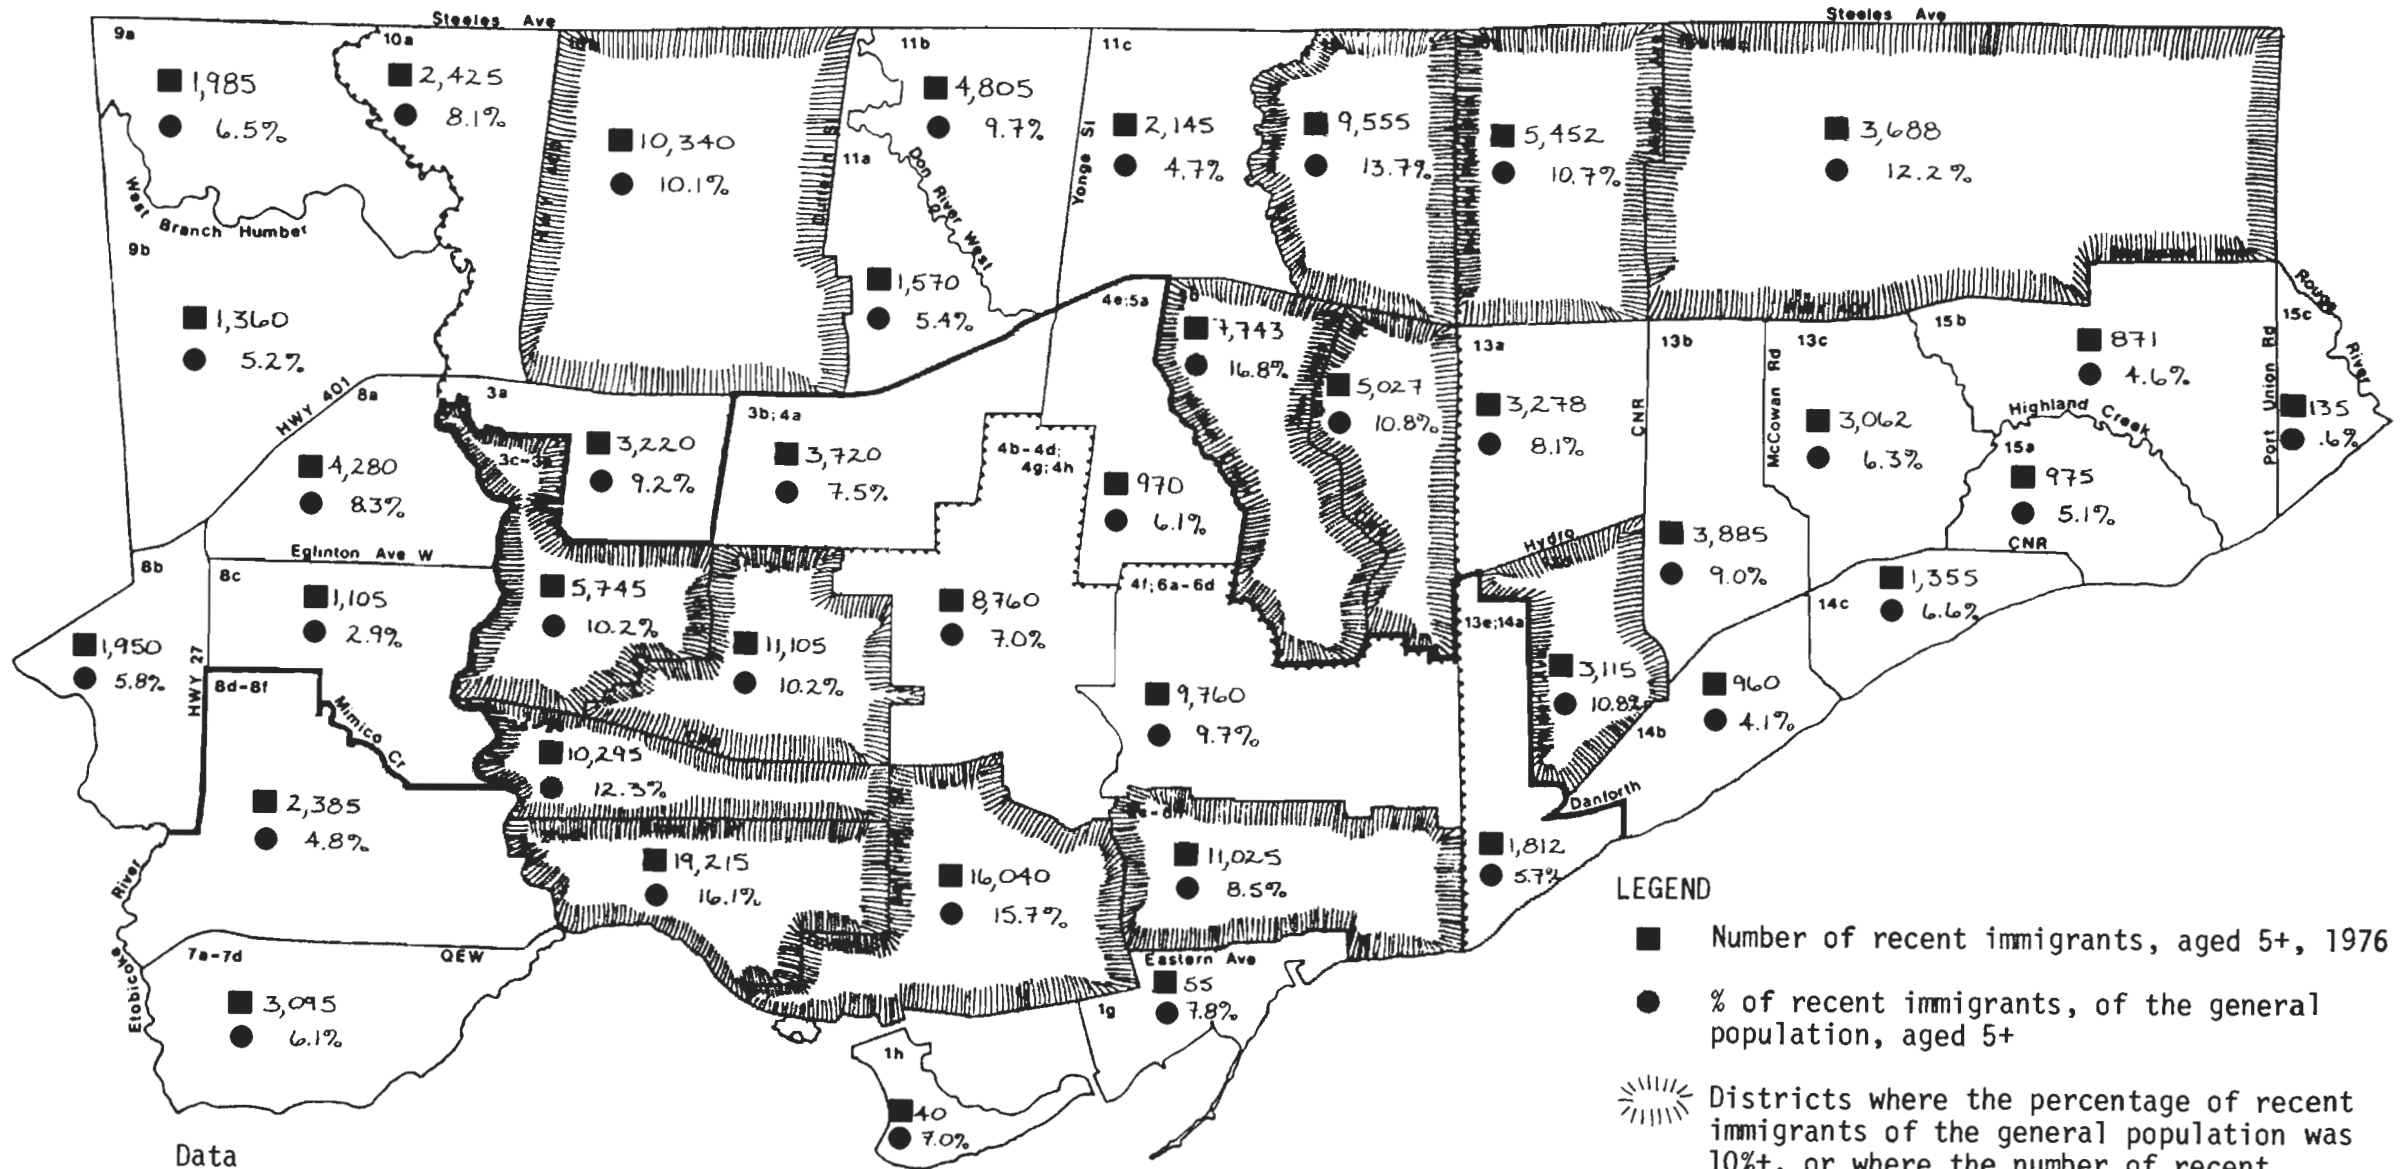 Steeles Ave
Steeles Ave
9a
1,985
6.5%
10a
2,425
8.1%
10,340
10.1%
HWY 400
Dufferin St
11b
4,805
9.7%
11a
Don River West
1,570
5.4%
11c
2,145
4.7%
Yonge St
9,555
13.7%
5,452
10.7%
3,688
12.2%
HWY 401
West Branch Humber
9b
1,360
5.2%
HWY 401
8a
4,280
8.3%
Eglinton Ave W
3a
3,220
9.2%
3b; 4a
3,720
7.5%
4b-4d;
4g; 4h
4e; 5a
970
6.1%
7,743
16.8%
5,027
10.8%
13a
3,278
8.1%
CNR
Hydro
13b
3,885
9.0%
McCowan Rd
13c
3,062
6.3%
15b
871
4.6%
Highland Creek
15a
975
5.1%
CNR
Port Union Rd
15c
135
.6%
Rouge River
8b
1,950
5.8%
HWY 27
8c
1,105
2.9%
5,745
10.2%
11,105
10.2%
8,760
7.0%
4f; 6a-6d
9,760
9.7%
13e; 14a
3,115
10.8%
14b
960
4.1%
14c
1,355
6.6%
8d-8f
Mimico Cr
2,385
4.8%
10,295
12.3%
19,215
16.1%
16,040
15.7%
11,025
8.5%
Danforth
1,812
5.7%
Etobicoke River
7a-7d
QEW
3,095
6.1%
Eastern Ave
55
7.8%
1g
1h
40
7.0%
Data
LEGEND
Number of recent immigrants, aged 5+, 1976
% of recent immigrants, of the general
population, aged 5+
Districts where the percentage of recent
immigrants of the general population was
10%+, or where the number of recent